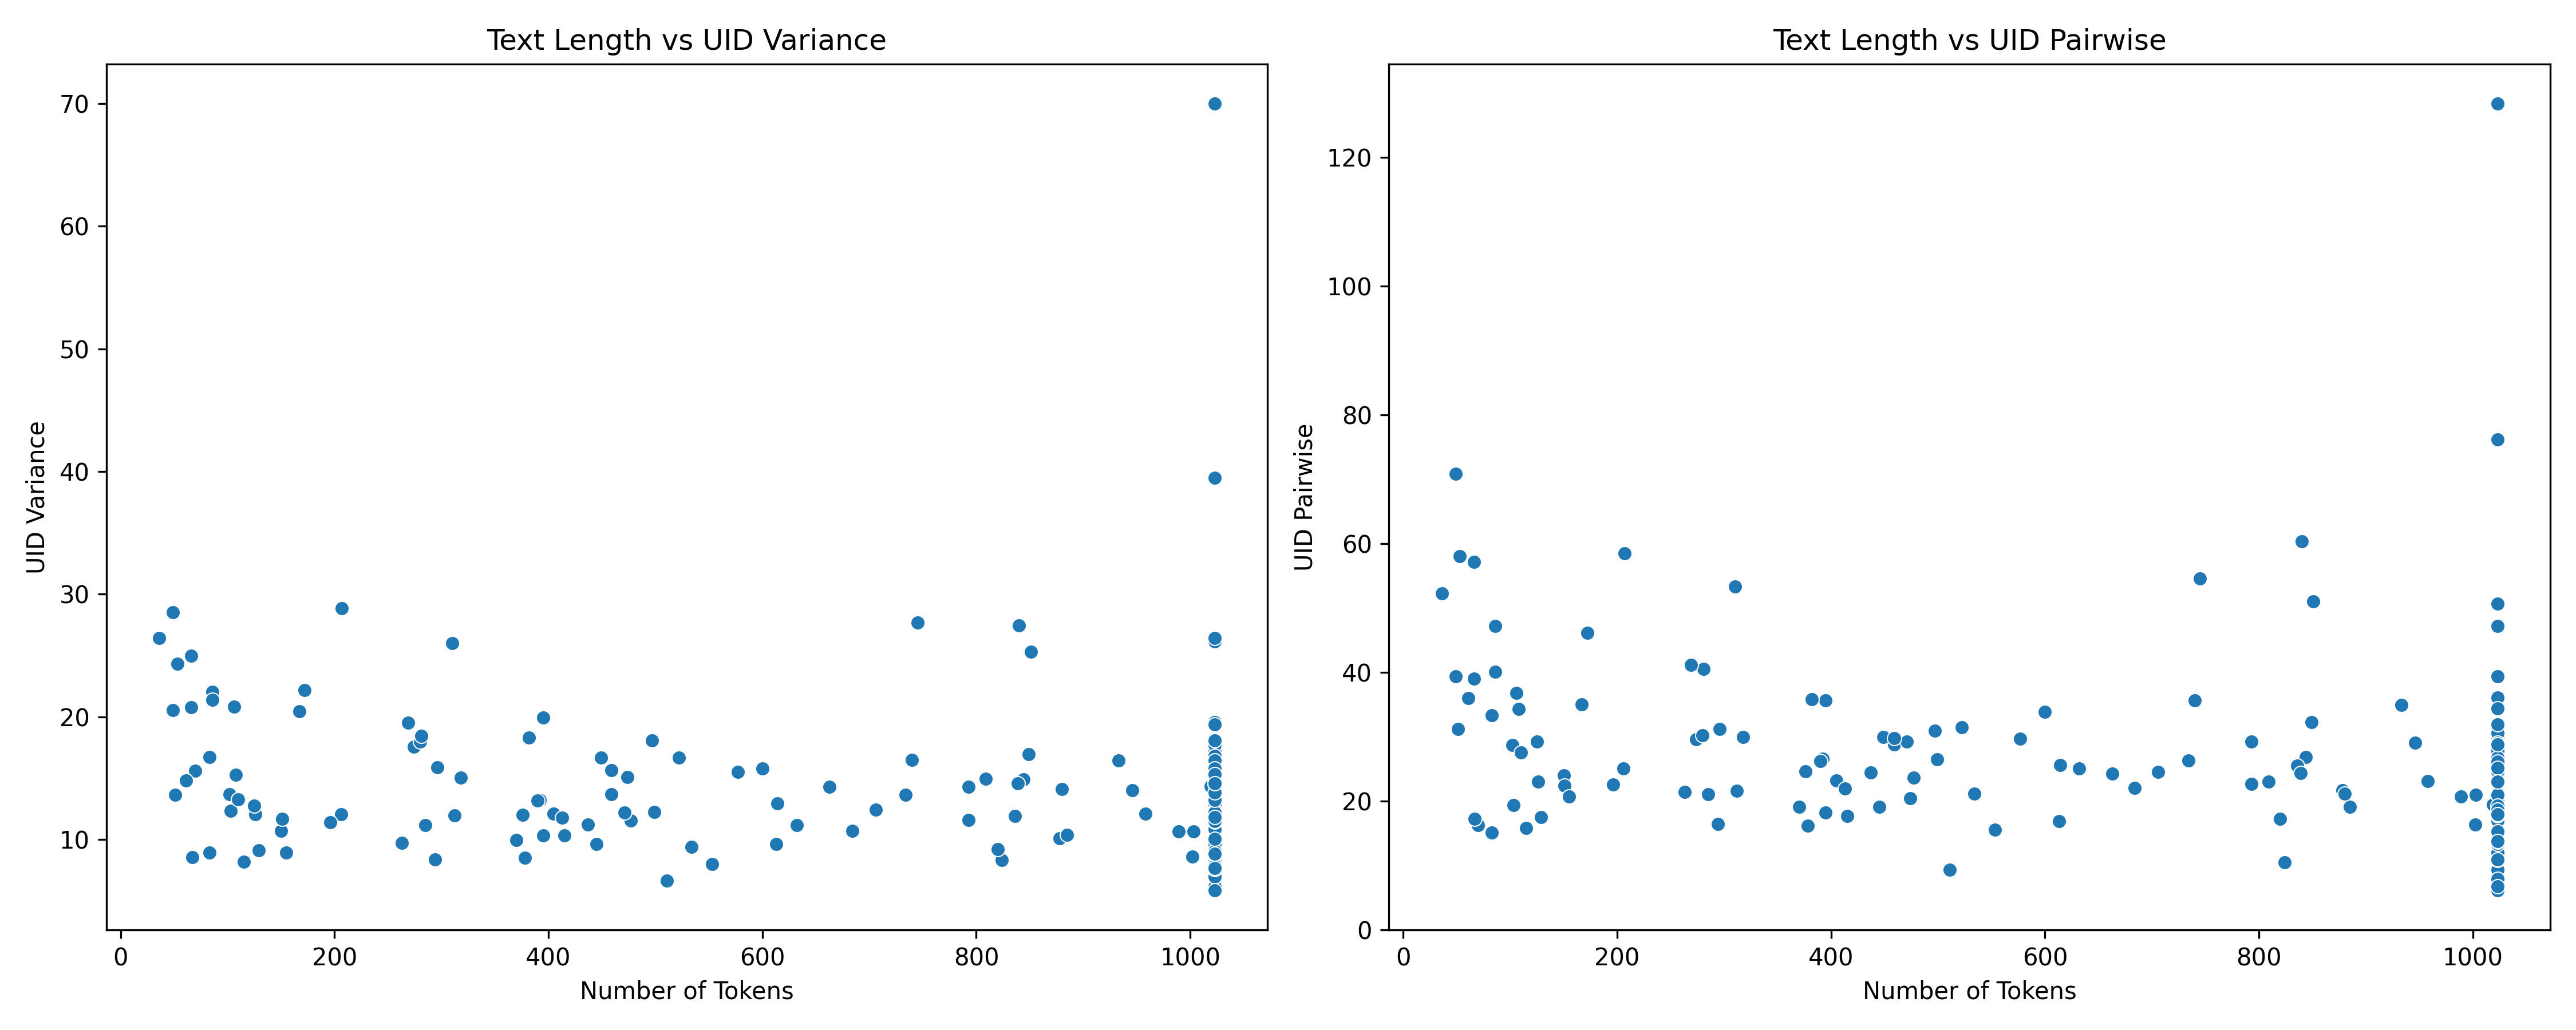 Text Length vs UID Variance
UID Variance
70
60
50
40
30
20
10
0 200 400 600 800 1000
Number of Tokens
Text Length vs UID Pairwise
UID Pairwise
120
100
80
60
40
20
0
0 200 400 600 800 1000
Number of Tokens